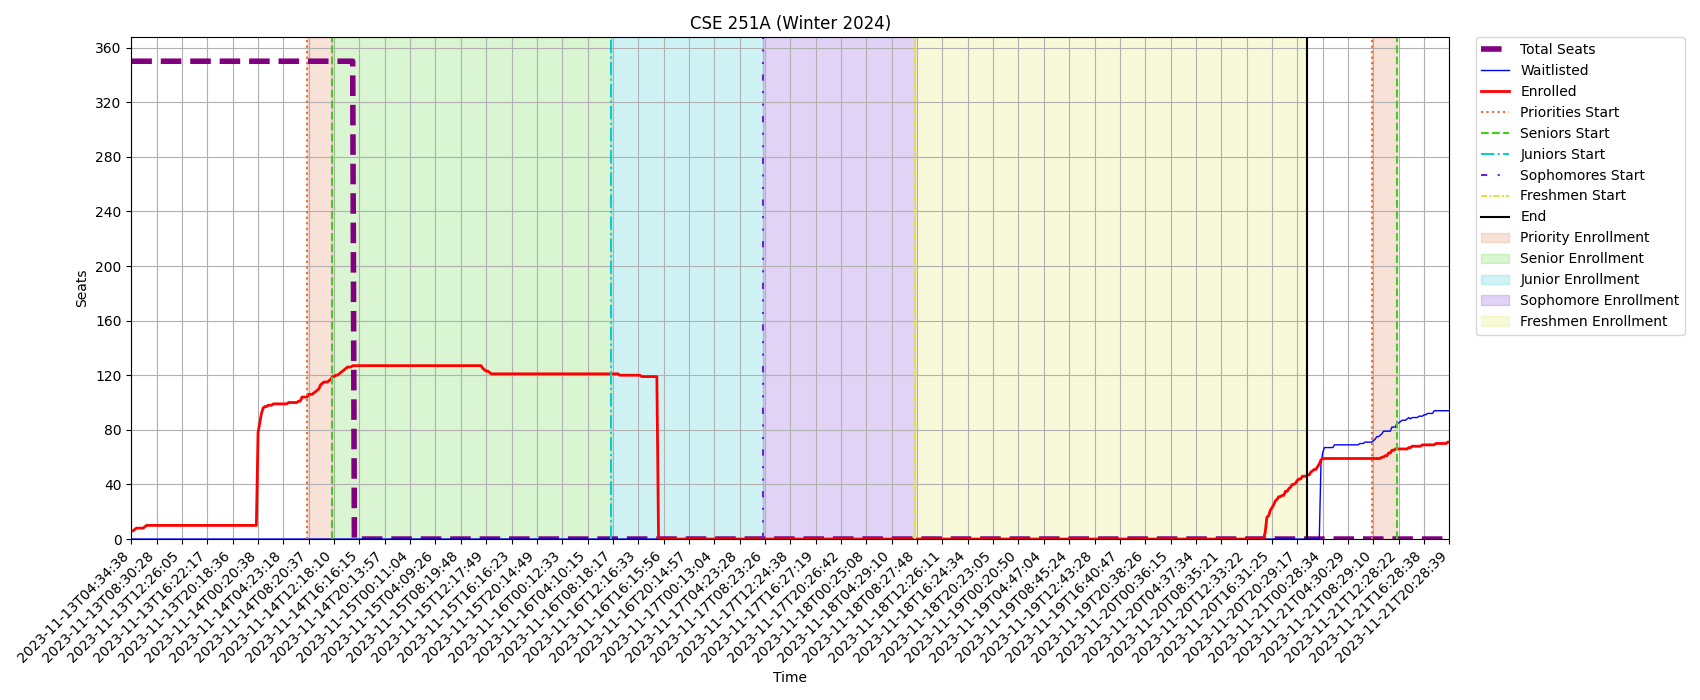 CSE 251A (Winter 2024)
Seats
360
320
280
240
200
160
120
80
40
0
2023-11-13T04:34:38
2023-11-13T08:30:28
2023-11-13T12:26:05
2023-11-13T16:22:17
2023-11-13T20:18:36
2023-11-14T00:20:38
2023-11-14T04:23:18
2023-11-14T08:20:37
2023-11-14T12:18:10
2023-11-14T16:16:15
2023-11-14T20:13:57
2023-11-15T00:11:04
2023-11-15T04:09:26
2023-11-15T08:19:48
2023-11-15T12:17:49
2023-11-15T16:16:23
2023-11-15T20:14:49
2023-11-16T00:12:33
2023-11-16T04:10:15
2023-11-16T08:18:17
2023-11-16T12:16:33
2023-11-16T16:15:56
2023-11-16T20:14:57
2023-11-17T00:13:04
2023-11-17T04:23:28
2023-11-17T08:23:26
2023-11-17T12:24:38
2023-11-17T16:27:19
2023-11-17T20:26:42
2023-11-18T00:25:08
2023-11-18T04:29:10
2023-11-18T08:27:48
2023-11-18T12:26:11
2023-11-18T16:24:34
2023-11-18T20:23:05
2023-11-19T00:20:50
2023-11-19T04:47:04
2023-11-19T08:45:24
2023-11-19T12:43:28
2023-11-19T16:40:47
2023-11-19T20:38:26
2023-11-20T00:36:15
2023-11-20T04:37:34
2023-11-20T08:35:21
2023-11-20T12:33:22
2023-11-20T16:31:25
2023-11-20T20:29:17
2023-11-21T00:28:34
2023-11-21T04:30:29
2023-11-21T08:29:10
2023-11-21T12:28:22
2023-11-21T16:28:38
2023-11-21T20:28:39
Time
Total Seats
Waitlisted
Enrolled
Priorities Start
Seniors Start
Juniors Start
Sophomores Start
Freshmen Start
End
Priority Enrollment
Senior Enrollment
Junior Enrollment
Sophomore Enrollment
Freshmen Enrollment